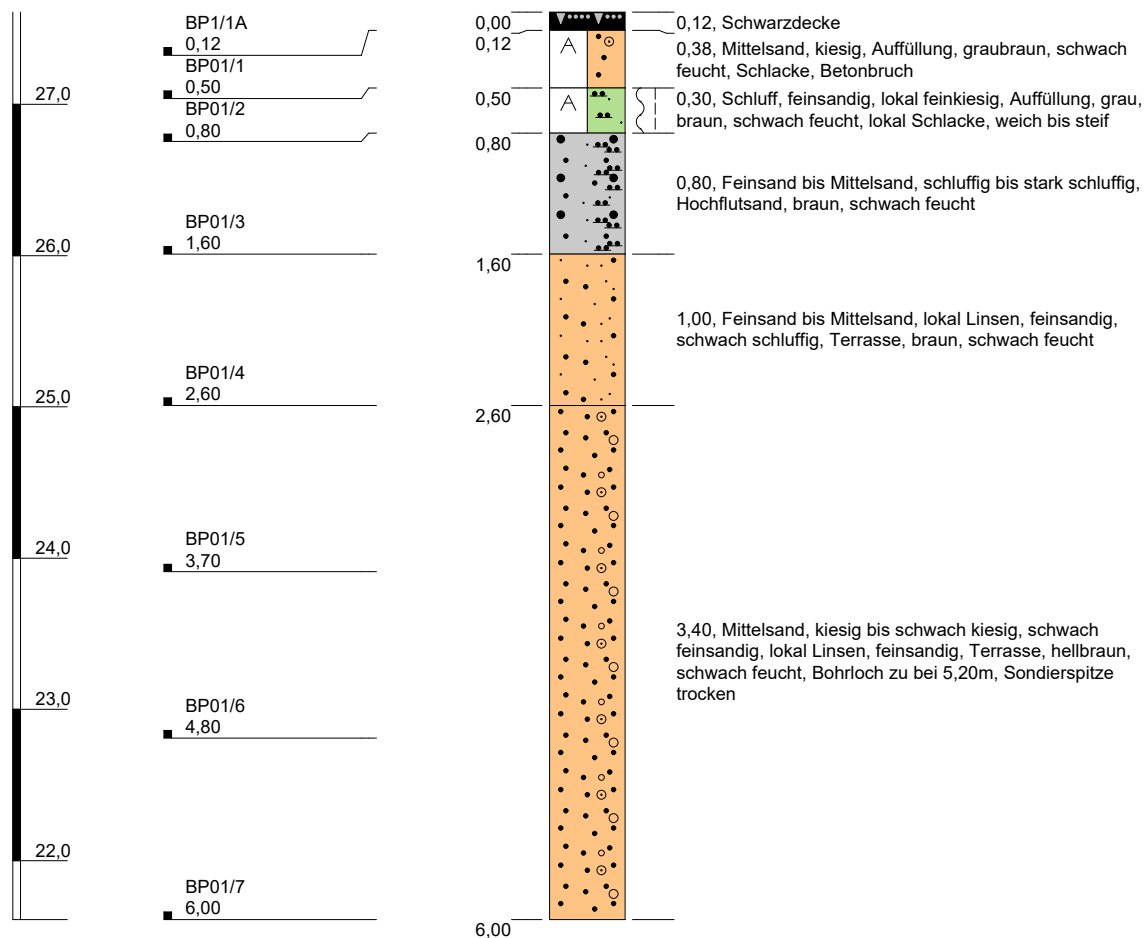 BP1/1A
0,12
BP01/1
0,50
BP01/2
0,80
BP01/3
1,60
BP01/4
2,60
BP01/5
3,70
BP01/6
4,80
BP01/7
6,00
27,0
26,0
25,0
24,0
23,0
22,0
0,00
0,12
0,50
0,80
1,60
2,60
6,00
A
A
0,12, Schwarzdecke
0,38, Mittelsand, kiesig, Auffüllung, graubraun, schwach
feucht, Schlacke, Betonbruch
0,30, Schluff, feinsandig, lokal feinkiesig, Auffüllung, grau,
braun, schwach feucht, lokal Schlacke, weich bis steif
0,80, Feinsand bis Mittelsand, schluffig bis stark schluffig,
Hochflutsand, braun, schwach feucht
1,00, Feinsand bis Mittelsand, lokal Linsen, feinsandig,
schwach schluffig, Terrasse, braun, schwach feucht
3,40, Mittelsand, kiesig bis schwach kiesig, schwach
feinsandig, lokal Linsen, feinsandig, Terrasse, hellbraun,
schwach feucht, Bohrloch zu bei 5,20m, Sondierspitze
trocken